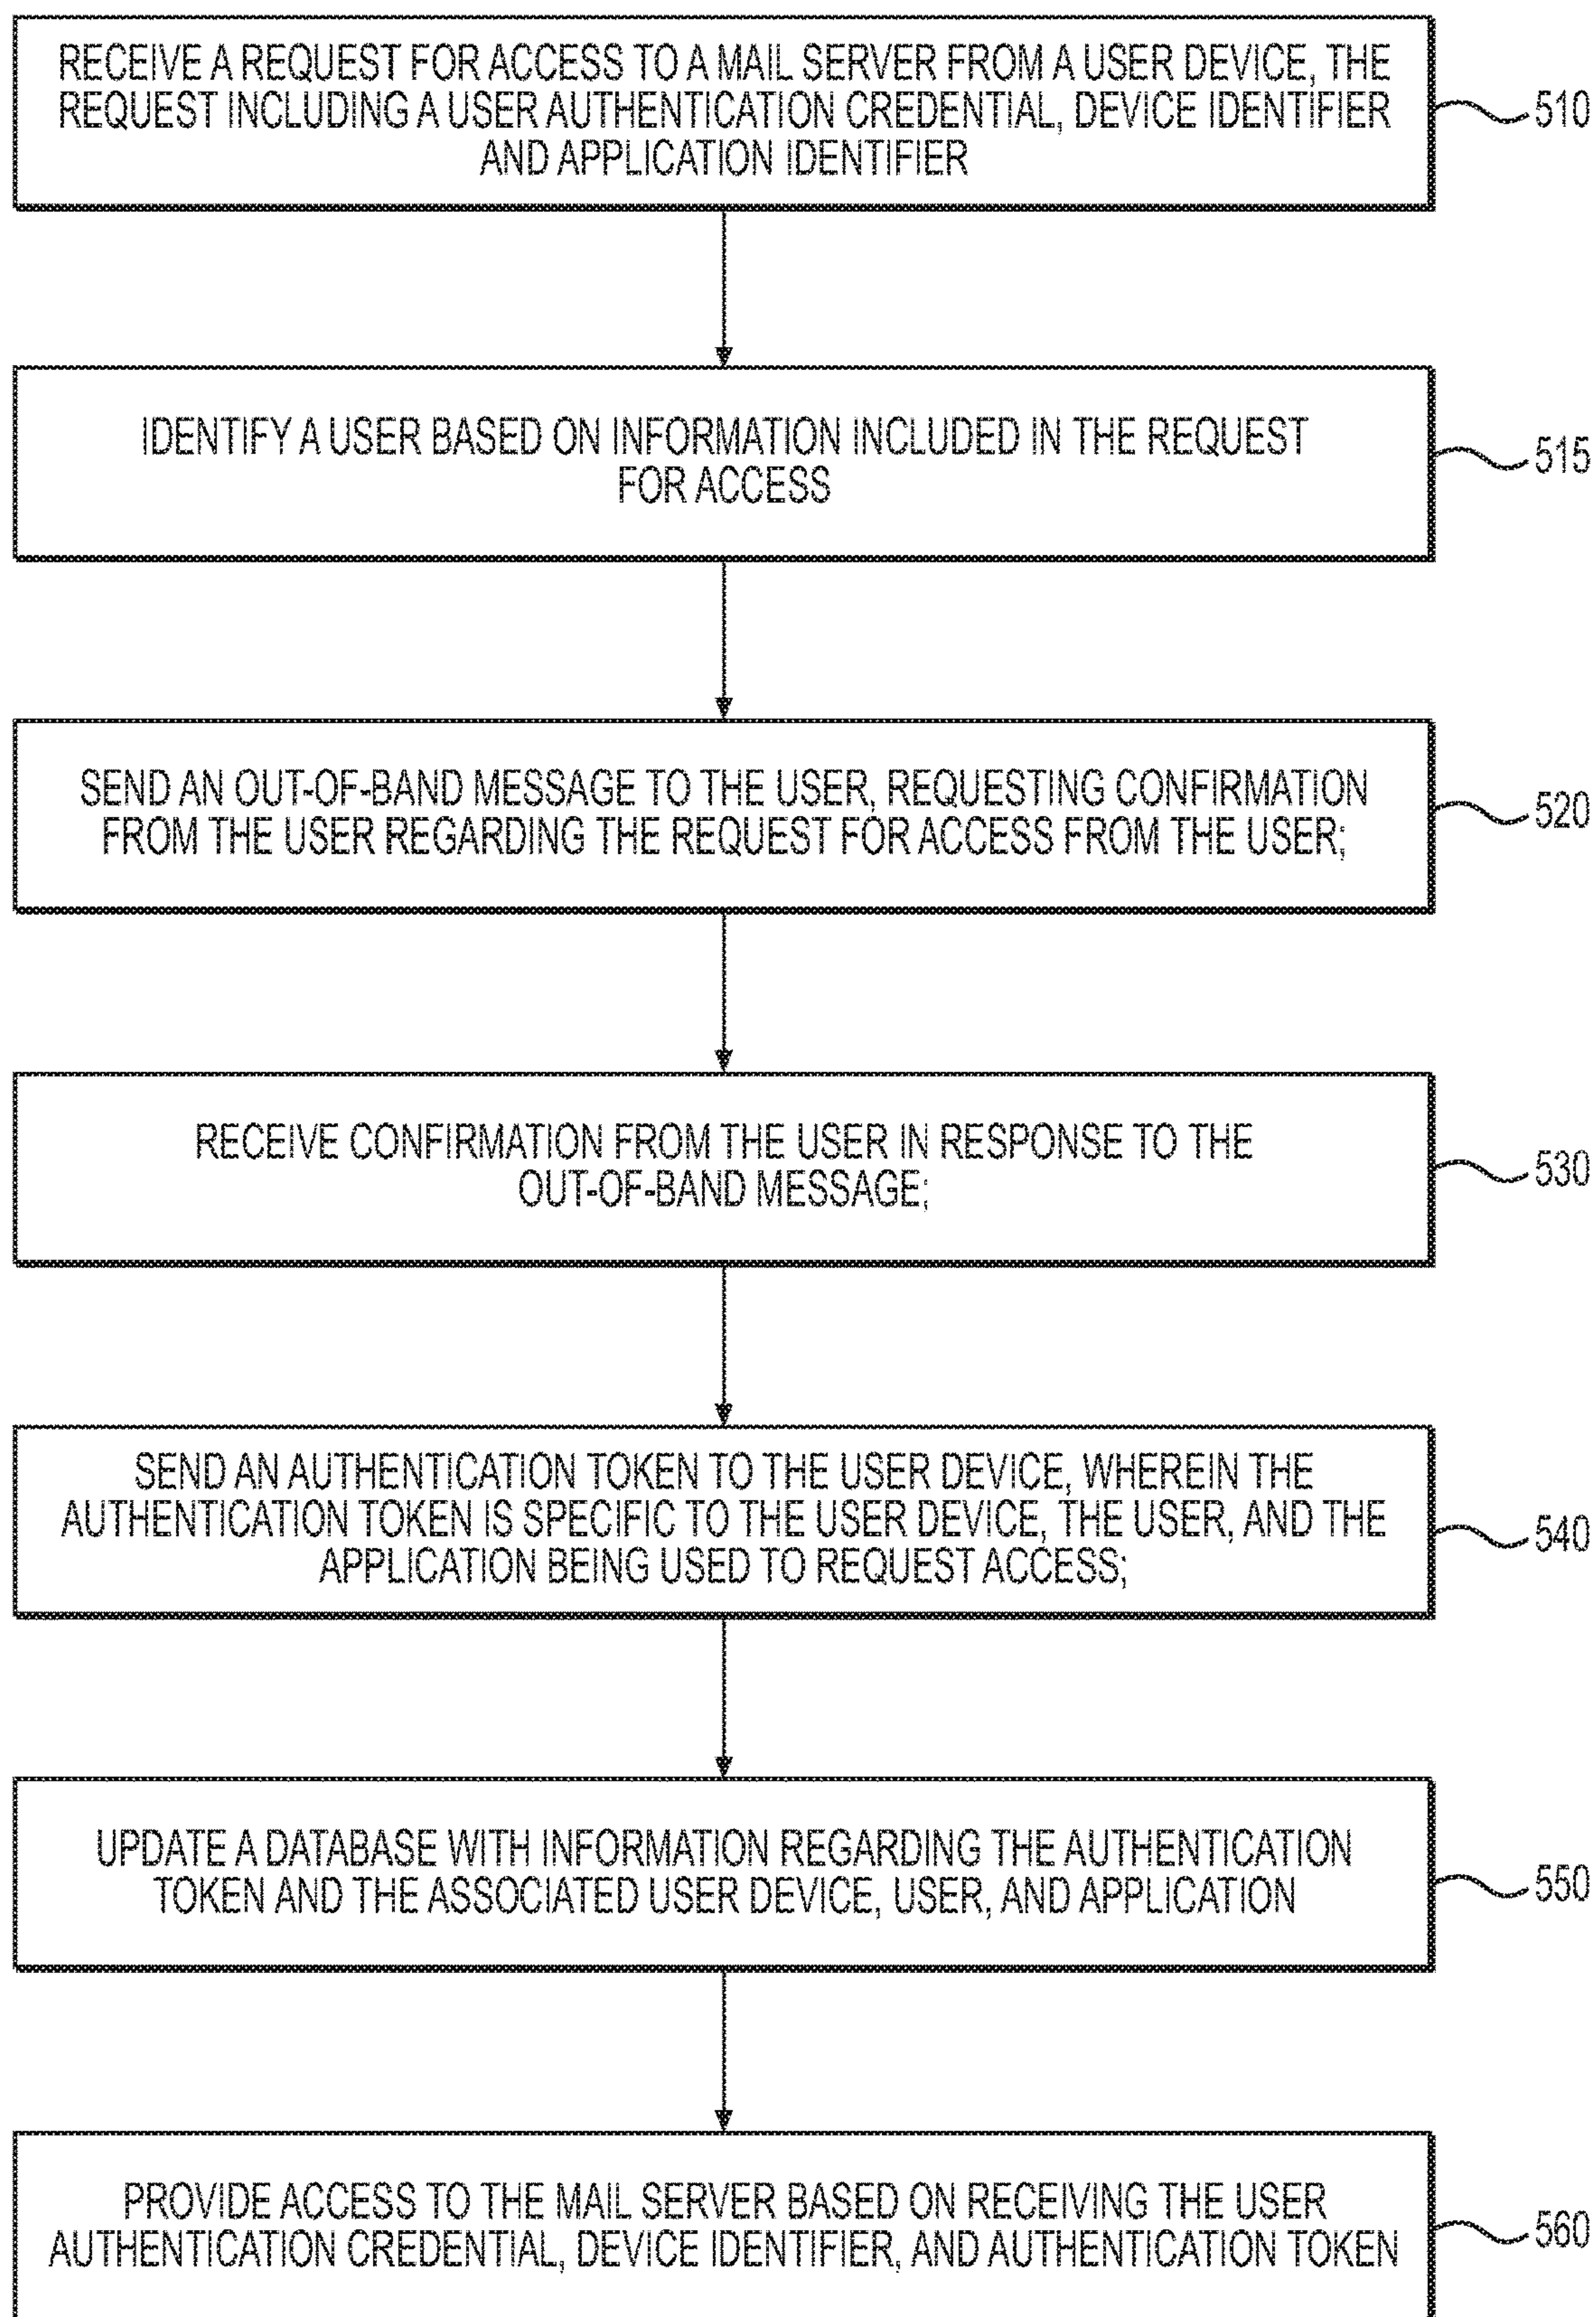 RECEIVE A REQUEST FOR ACCESS TO A MAIL SERVER FROM A USER DEVICE, THE
REQUEST INCLUDING A USER AUTHENTICATION CREDENTIAL, DEVICE IDENTIFIER
AND APPLICATION IDENTIFIER
510
IDENTIFY A USER BASED ON INFORMATION INCLUDED IN THE REQUEST
FOR ACCESS
515
SEND AN OUT-OF-BAND MESSAGE TO THE USER, REQUESTING CONFIRMATION
FROM THE USER REGARDING THE REQUEST FOR ACCESS FROM THE USER;
520
RECEIVE CONFIRMATION FROM THE USER IN RESPONSE TO THE
OUT-OF-BAND MESSAGE;
530
SEND AN AUTHENTICATION TOKEN TO THE USER DEVICE, WHEREIN THE
AUTHENTICATION TOKEN IS SPECIFIC TO THE USER DEVICE, THE USER, AND THE
APPLICATION BEING USED TO REQUEST ACCESS;
540
UPDATE A DATABASE WITH INFORMATION REGARDING THE AUTHENTICATION
TOKEN AND THE ASSOCIATED USER DEVICE, USER, AND APPLICATION
550
PROVIDE ACCESS TO THE MAIL SERVER BASED ON RECEIVING THE USER
AUTHENTICATION CREDENTIAL, DEVICE IDENTIFIER, AND AUTHENTICATION TOKEN
560